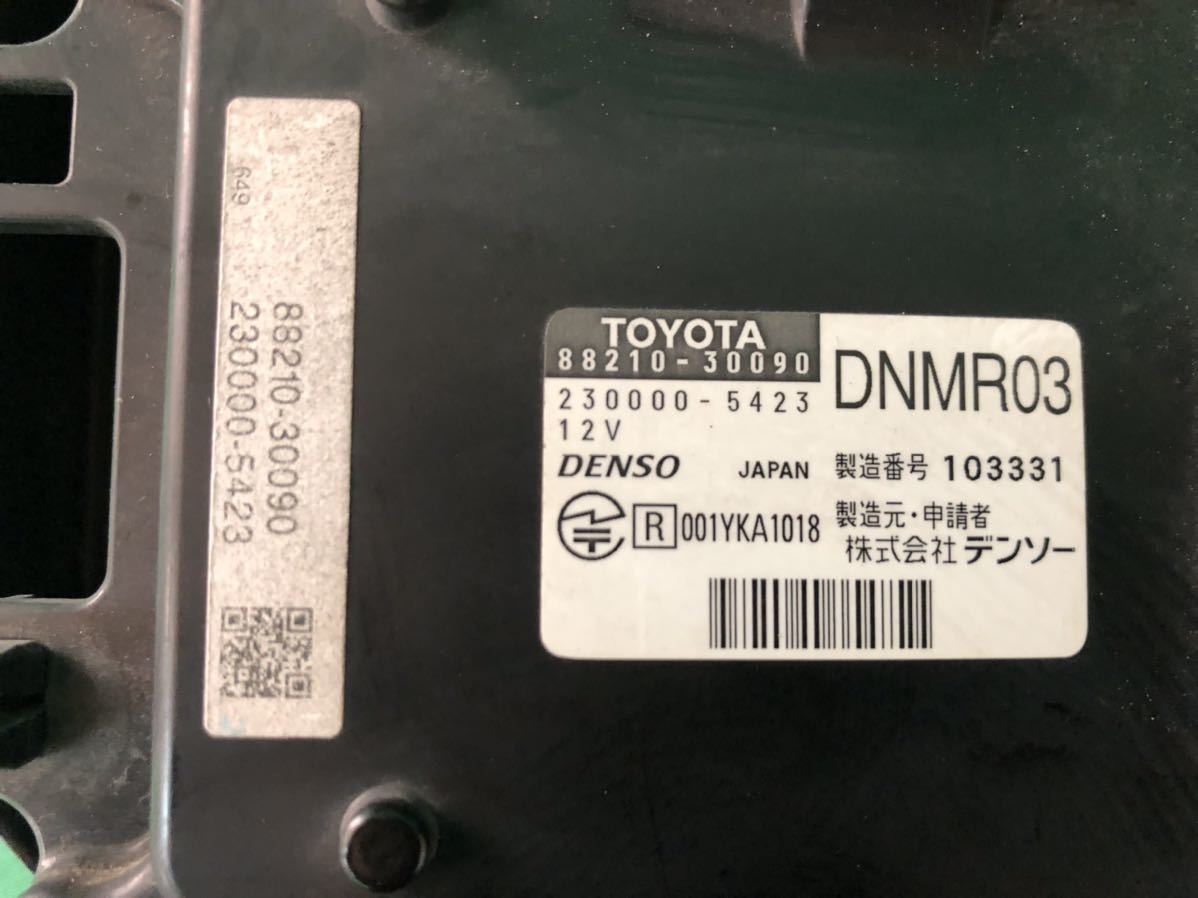 649
88210-30090
230000-5423
TOYOTA
88210-30090
DNMR03
230000-5423
12V
DENSO JAPAN 製造番号 103331
R 001YKA1018 製造元・申請者
株式会社 デンソー